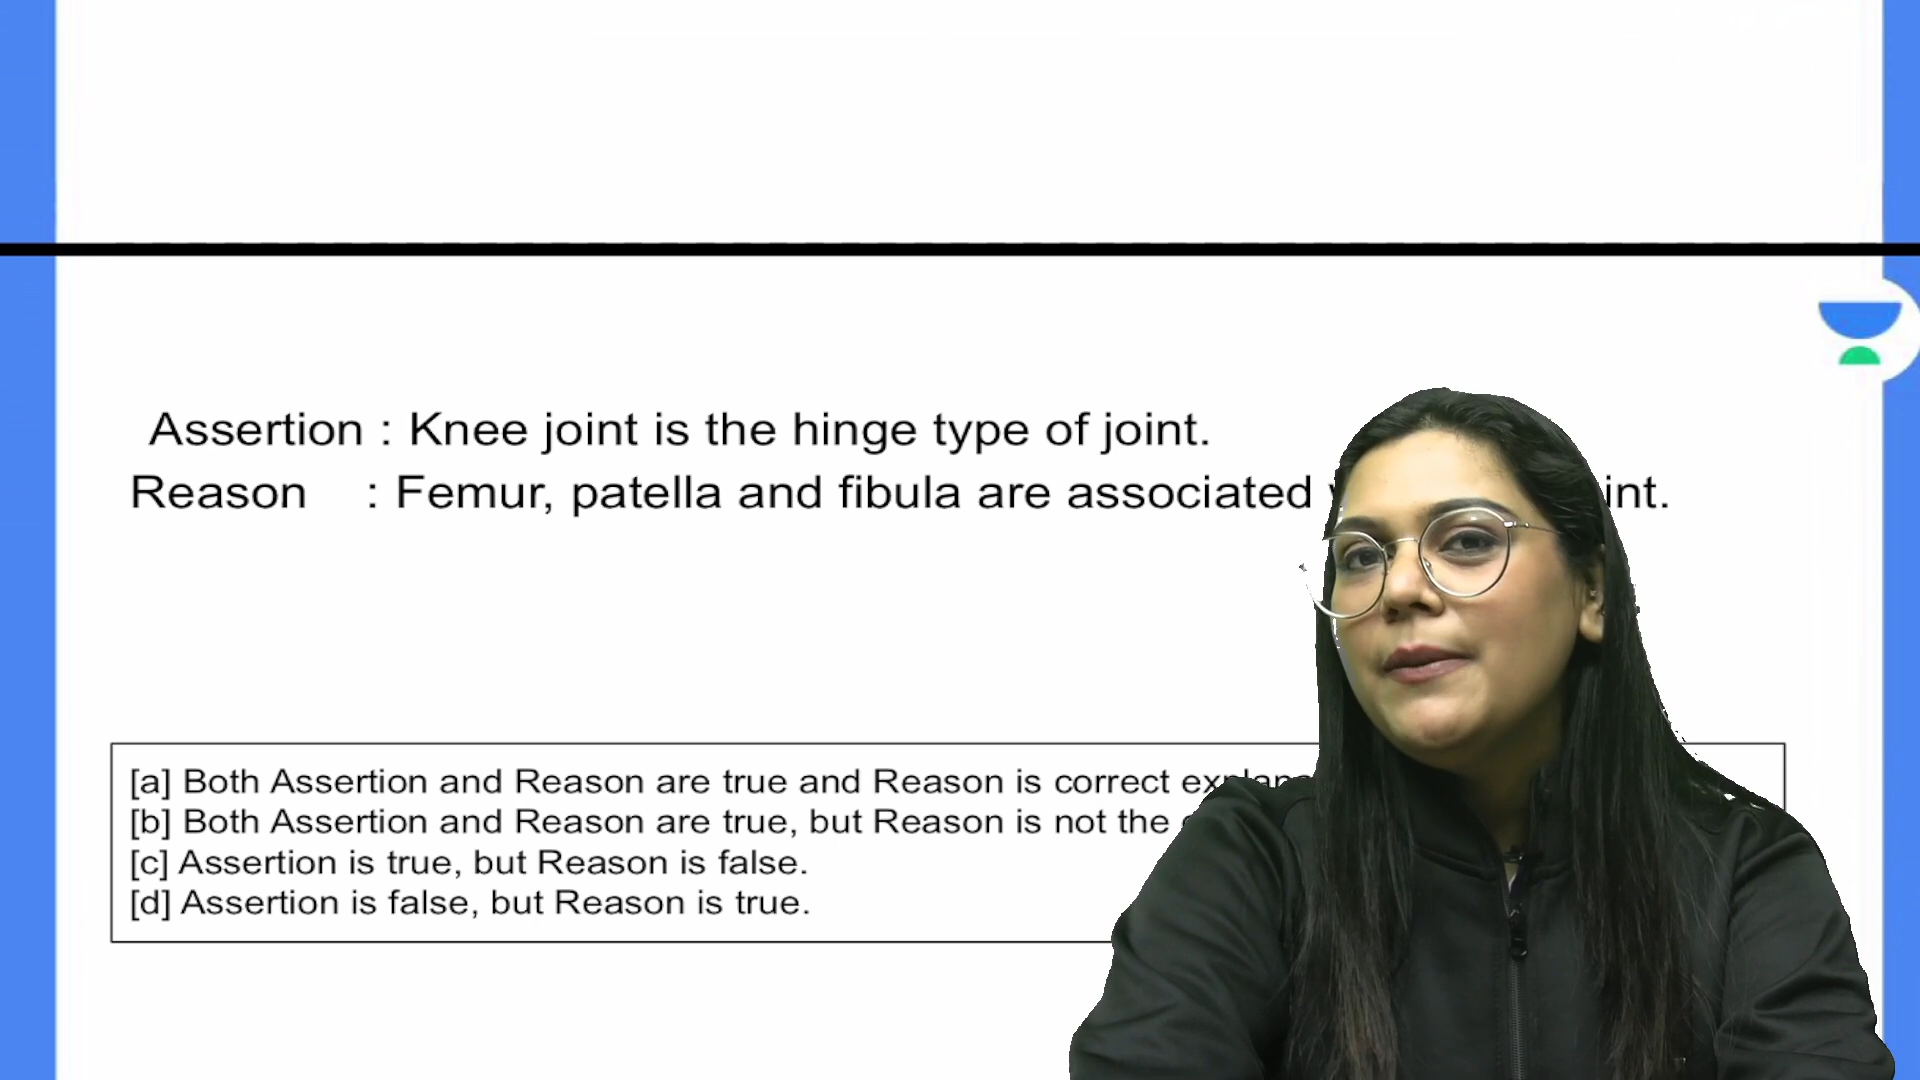 Assertion : Knee joint is the hinge type of joint.
Reason : Femur, patella and fibula are associated
[a] Both Assertion and Reason are true and Reason is correct
[b] Both Assertion and Reason are true, but Reason is not the
[c] Assertion is true, but Reason is false.
[d] Assertion is false, but Reason is true.